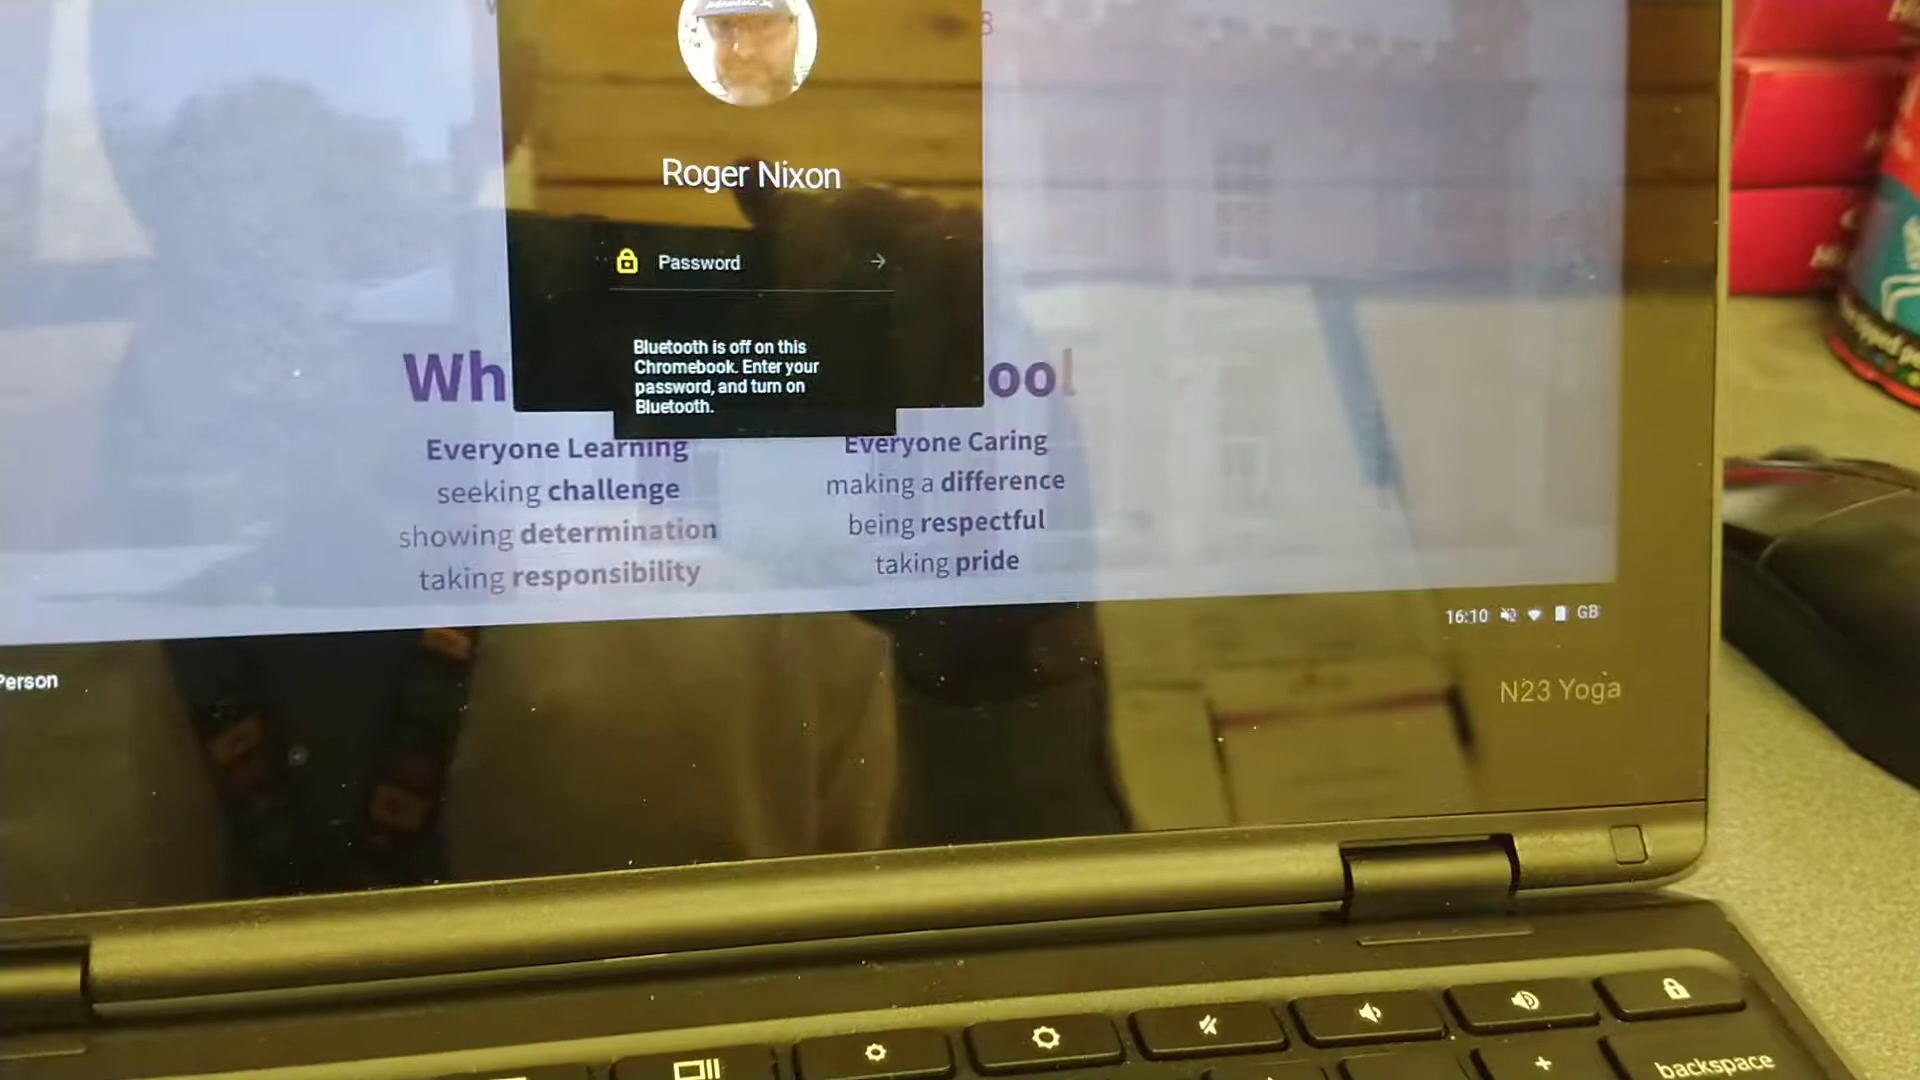 Roger Nixon
Password
Bluetooth is off on this
Chromebook. Enter your
password, and turn on
Bluetooth.
Wh
ool
Everyone Learning
seeking challenge
showing determination
taking responsibility
Everyone Caring
making a difference
being respectful
taking pride
16:10 GB
Person
N23 Yoga
+
backspace